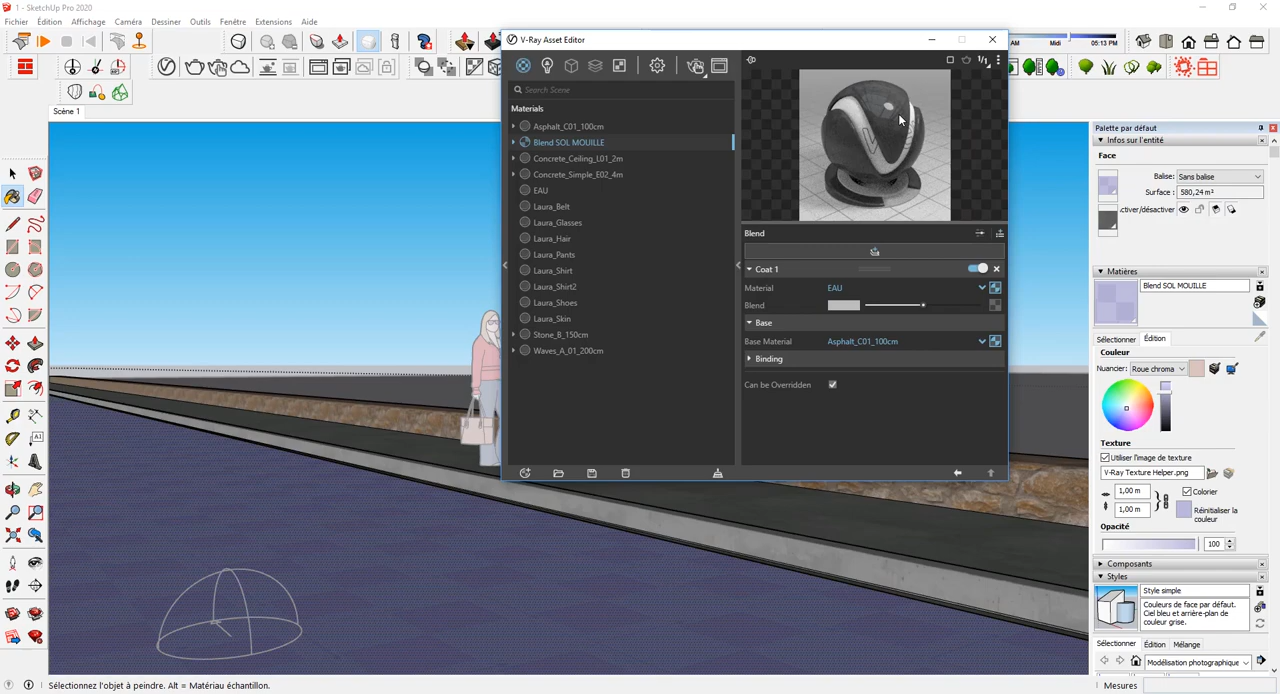 1 - SketchUp Pro 2020
Fichier Édition Affichage Caméra Dessiner Outils Fenêtre Extensions Aide
V-Ray Asset Editor
AM Midi 05:13 PM
Scène 1
Search Scene
Materials
Asphalt_C01_100cm
Blend SOL MOUILLE
Concrete_Ceiling_L01_2m
Concrete_Simple_E02_4m
EAU
Laura_Belt
Laura_Glasses
Laura_Hair
Laura_Pants
Laura_Shirt
Laura_Shirt2
Laura_Shoes
Laura_Skin
Stone_B_150cm
Waves_A_01_200cm
1/1
Blend
Coat 1
Material EAU
Blend
Base
Base Material Asphalt_C01_100cm
Binding
Can be Overridden
Palette par défaut
Infos sur l'entité
Face
Balise: Sans balise
Surface : 580,24 m²
ctiver/désactiver
Matières
Blend SOL MOUILLE
Sélectionner Édition
Couleur
Nuancier: Roue chroma
Texture
Utiliser l'image de texture
V-Ray Texture Helper.png
1,00 m Colorier
1,00 m Réinitialiser la
couleur
Opacité
100
Composants
Styles
Style simple
Couleurs de face par défaut.
Ciel bleu et arrière-plan de
couleur grise.
Sélectionner Édition Mélange
Modélisation photographique
Sélectionnez l'objet à peindre. Alt = Matériau échantillon.
Mesures